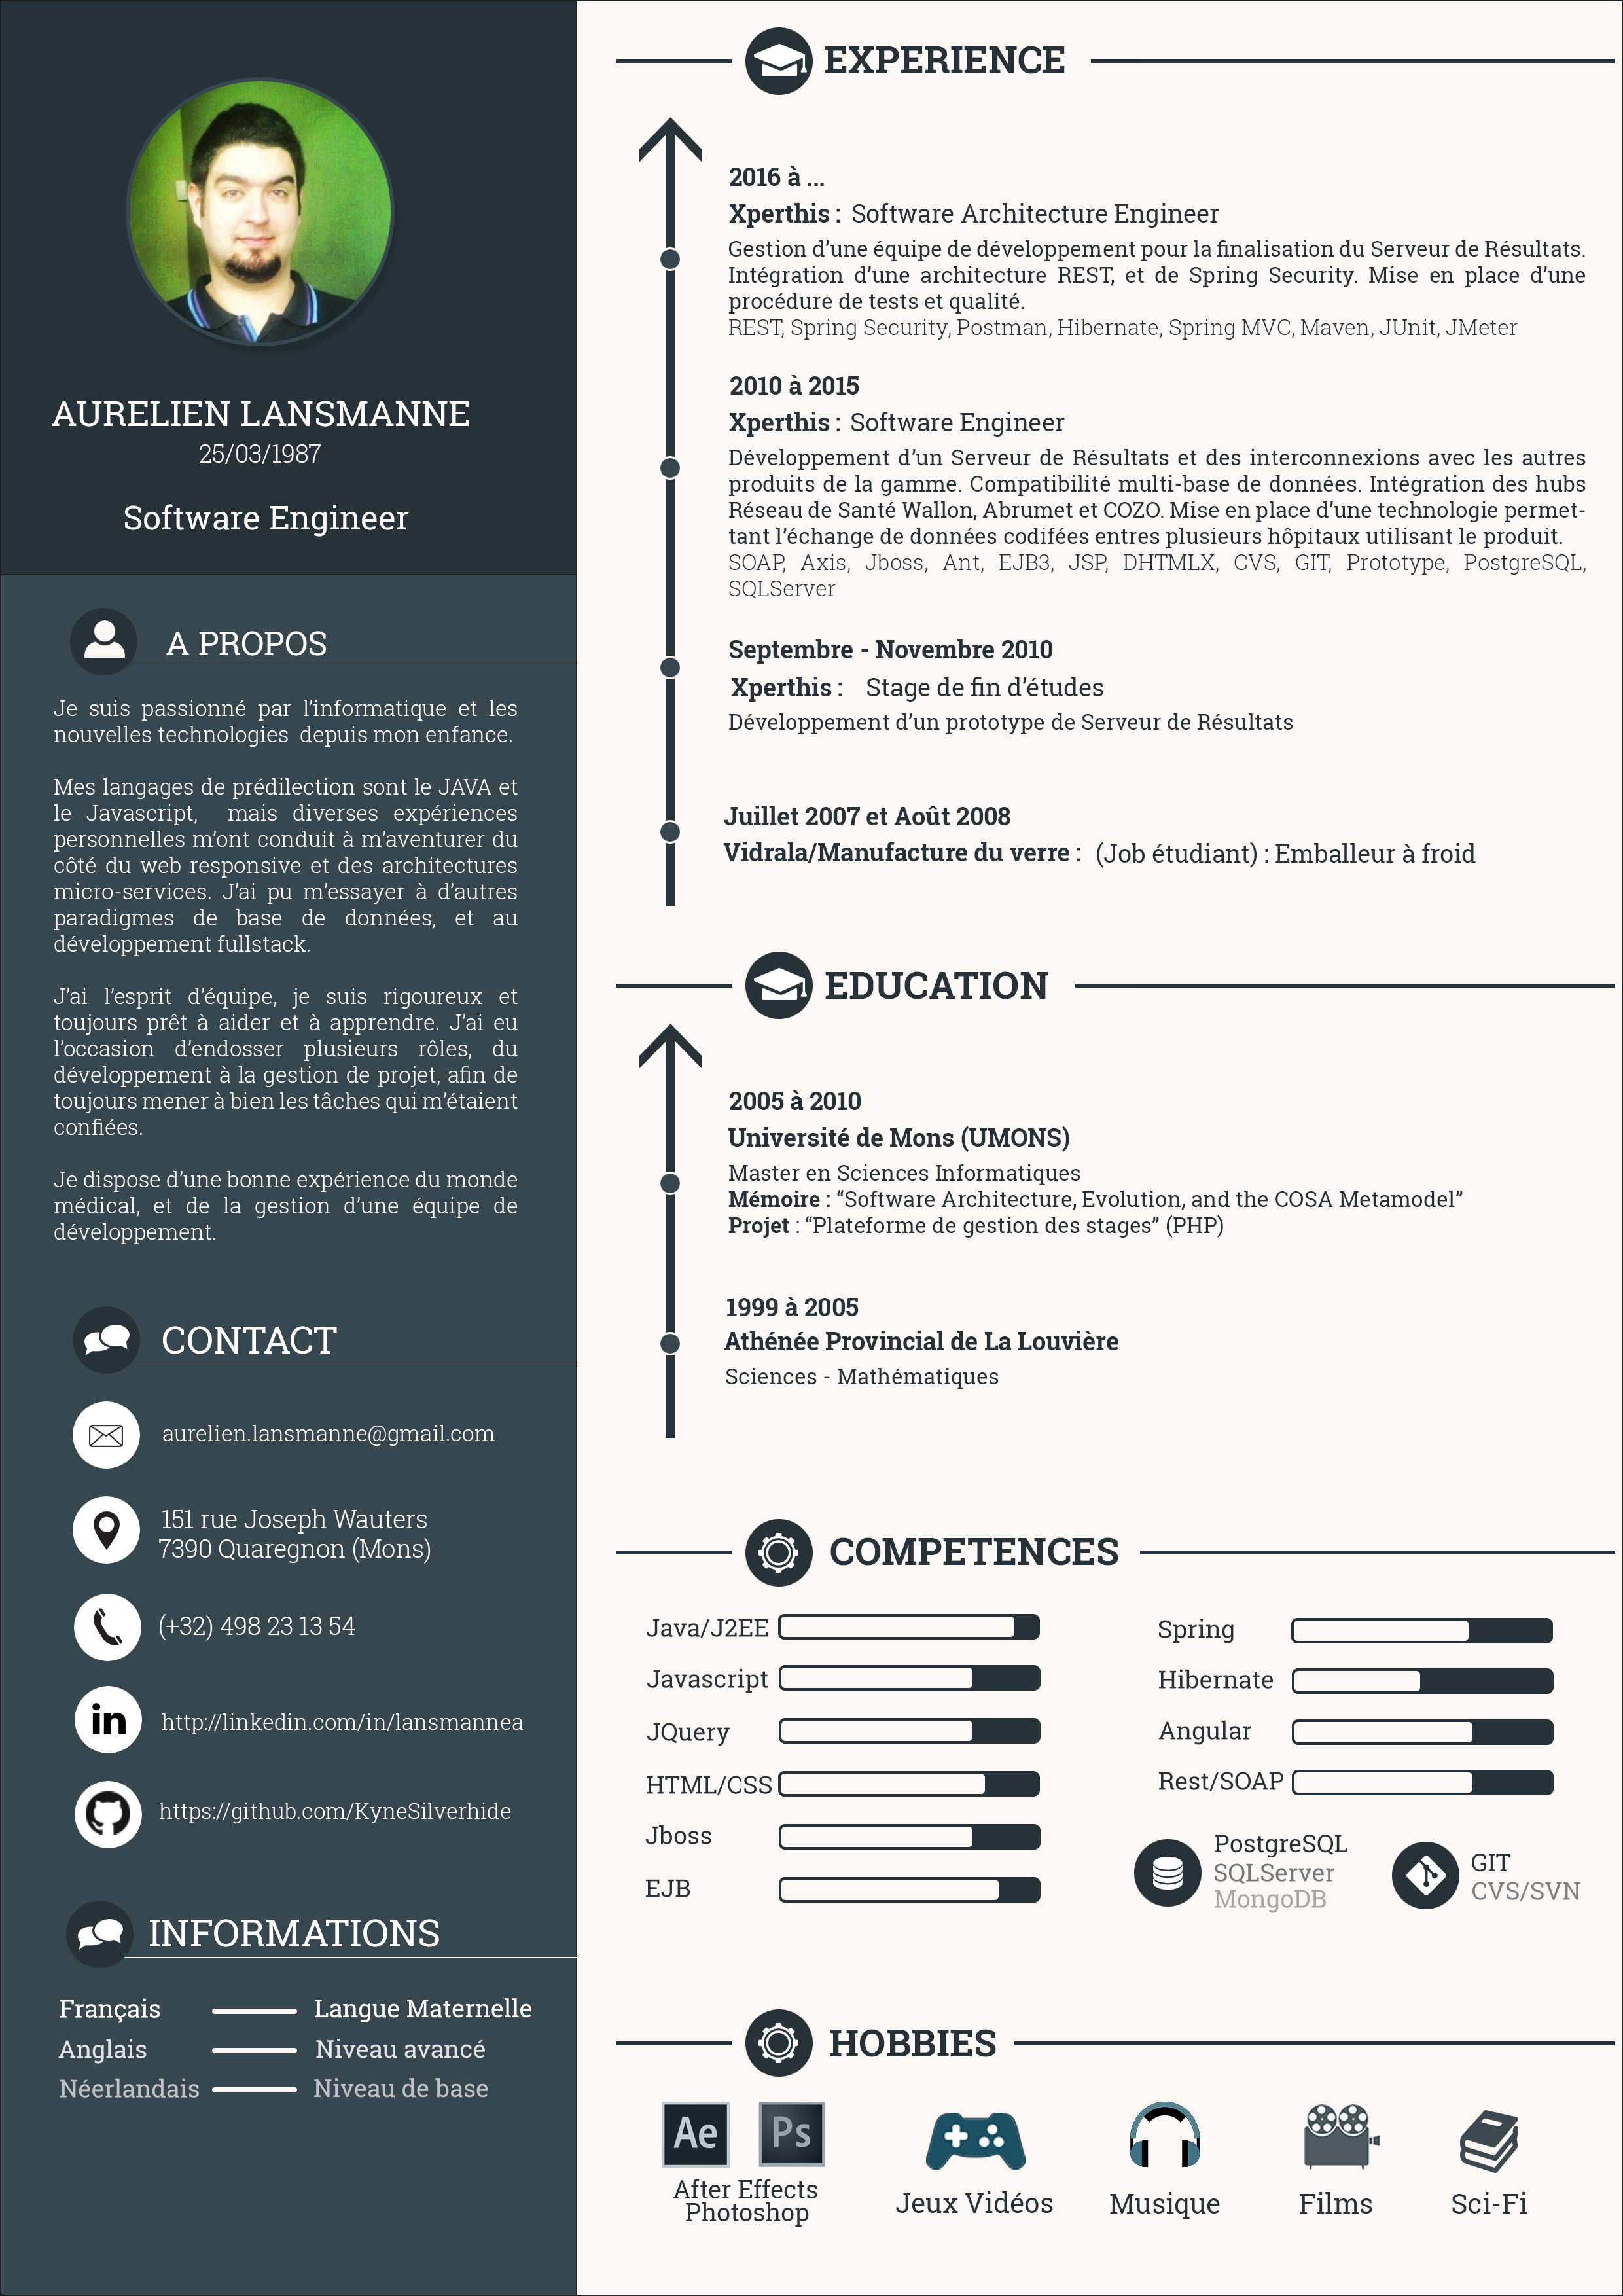 AURELIEN LANSMANNE
25/03/1987
Software Engineer
A PROPOS
Je suis passionné par l’informatique et les
nouvelles technologies  depuis mon enfance.
Mes langages de prédilection sont le JAVA et
le Javascript,  mais diverses expériences
personnelles m’ont conduit à m’aventurer du
côté du web responsive et des architectures
micro-services. J’ai pu m’essayer à d’autres
paradigmes de base de données, et au
développement fullstack.
J’ai l’esprit d’équipe, je suis rigoureux et
toujours prêt à aider et à apprendre. J’ai eu
l’occasion d’endosser plusieurs rôles, du
développement à la gestion de projet, afin de
toujours mener à bien les tâches qui m’étaient
confiées.
Je dispose d’une bonne expérience du monde
médical, et de la gestion d’une équipe de
développement.
CONTACT
aurelien.lansmanne@gmail.com
151 rue Joseph Wauters
7390 Quaregnon (Mons)
(+32) 498 23 13 54
in
http://linkedin.com/in/lansmannea
https://github.com/KyneSilverhide
INFORMATIONS
Français Langue Maternelle
Anglais Niveau avancé
Néerlandais Niveau de base
EXPERIENCE
2016 à ...
Xperthis : Software Architecture Engineer
Gestion d’une équipe de développement pour la finalisation du Serveur de Résultats.
Intégration d’une architecture REST, et de Spring Security. Mise en place d’une
procédure de tests et qualité.
REST, Spring Security, Postman, Hibernate, Spring MVC, Maven, JUnit, JMeter
2010 à 2015
Xperthis : Software Engineer
Développement d’un Serveur de Résultats et des interconnexions avec les autres
produits de la gamme. Compatibilité multi-base de données. Intégration des hubs
Réseau de Santé Wallon, Abrumet et COZO. Mise en place d’une technologie permet-
tant l’échange de données codifées entres plusieurs hôpitaux utilisant le produit.
SOAP, Axis, Jboss, Ant, EJB3, JSP, DHTMLX, CVS, GIT, Prototype, PostgreSQL,
SQLServer
Septembre - Novembre 2010
Xperthis : Stage de fin d’études
Développement d’un prototype de Serveur de Résultats
Juillet 2007 et Août 2008
Vidrala/Manufacture du verre : (Job étudiant) : Emballeur à froid
EDUCATION
2005 à 2010
Université de Mons (UMONS)
Master en Sciences Informatiques
Mémoire : “Software Architecture, Evolution, and the COSA Metamodel”
Projet : “Plateforme de gestion des stages” (PHP)
1999 à 2005
Athénée Provincial de La Louvière
Sciences - Mathématiques
COMPETENCES
Java/J2EE
Javascript
JQuery
HTML/CSS
Jboss
EJB
Spring
Hibernate
Angular
Rest/SOAP
PostgreSQL
SQLServer
MongoDB
GIT
CVS/SVN
HOBBIES
Ae Ps
After Effects
Photoshop
Jeux Vidéos
Musique
Films
Sci-Fi